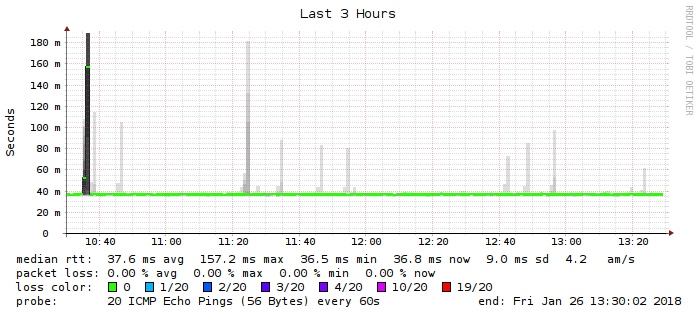 Last 3 Hours
RRDTOOL / TOBI OETIKER
Seconds
180 m
160 m
140 m
120 m
100 m
80 m
60 m
40 m
20 m
0
10:40 11:00 11:20 11:40 12:00 12:20 12:40 13:00 13:20
median rtt: 37.6 ms avg 157.2 ms max 36.5 ms min 36.8 ms now 9.0 ms sd 4.2 am/s
packet loss: 0.00 % avg 0.00 % max 0.00 % min 0.00 % now
loss color: 0 1/20 2/20 3/20 4/20 10/20 19/20
probe: 20 ICMP Echo Pings (56 Bytes) every 60s end: Fri Jan 26 13:30:02 2018